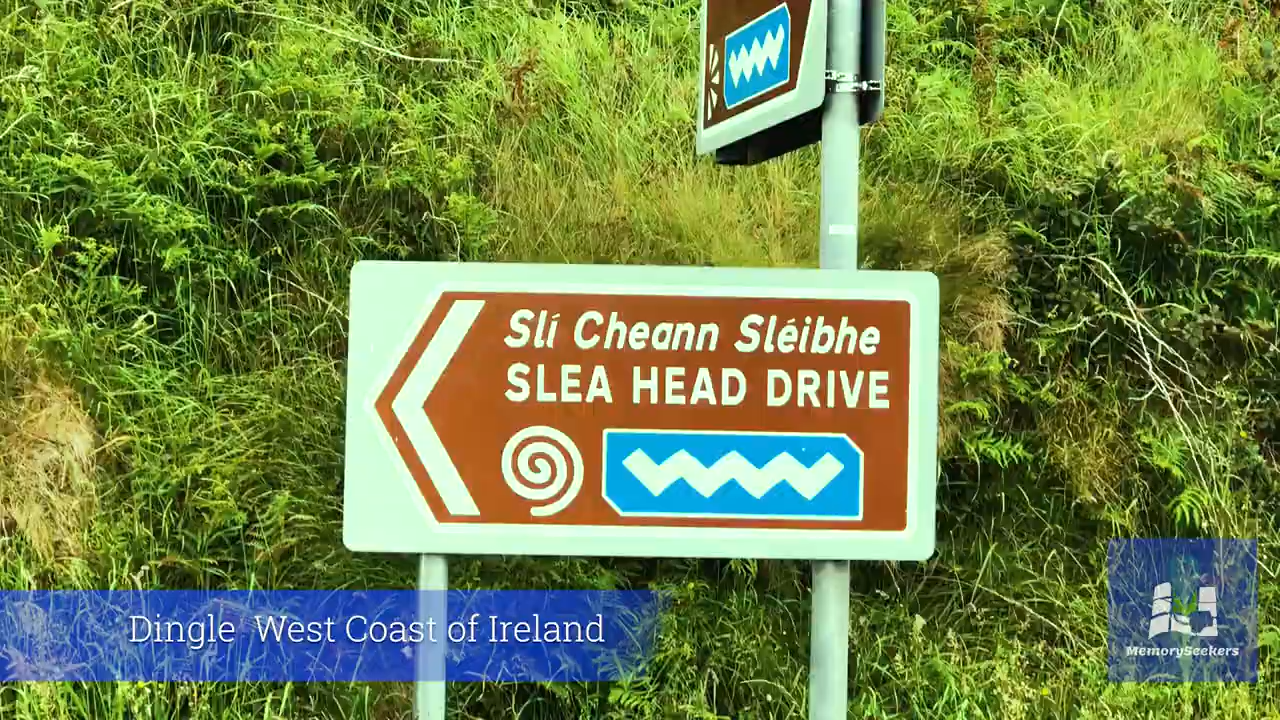 Slí Cheann Sléibhe
SLEA HEAD DRIVE
Dingle West Coast of Ireland
MemorySeekers